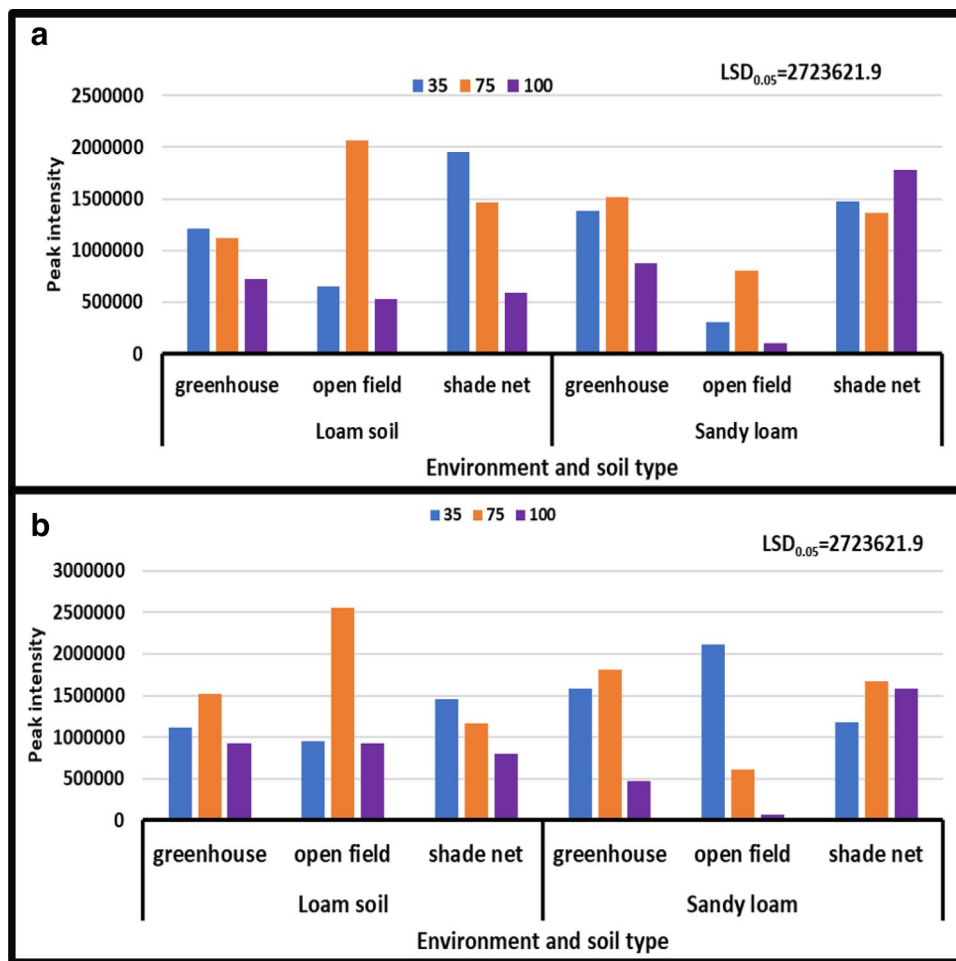 a
LSD0.05=2723621.9
35 75 100
2500000
2000000
1500000
1000000
500000
0
Peak intensity
greenhouse open field shade net greenhouse open field shade net
Loam soil Sandy loam
Environment and soil type
b
35 75 100
LSD0.05=2723621.9
3000000
2500000
2000000
1500000
1000000
500000
0
Peak intensity
greenhouse open field shade net greenhouse open field shade net
Loam soil Sandy loam
Environment and soil type